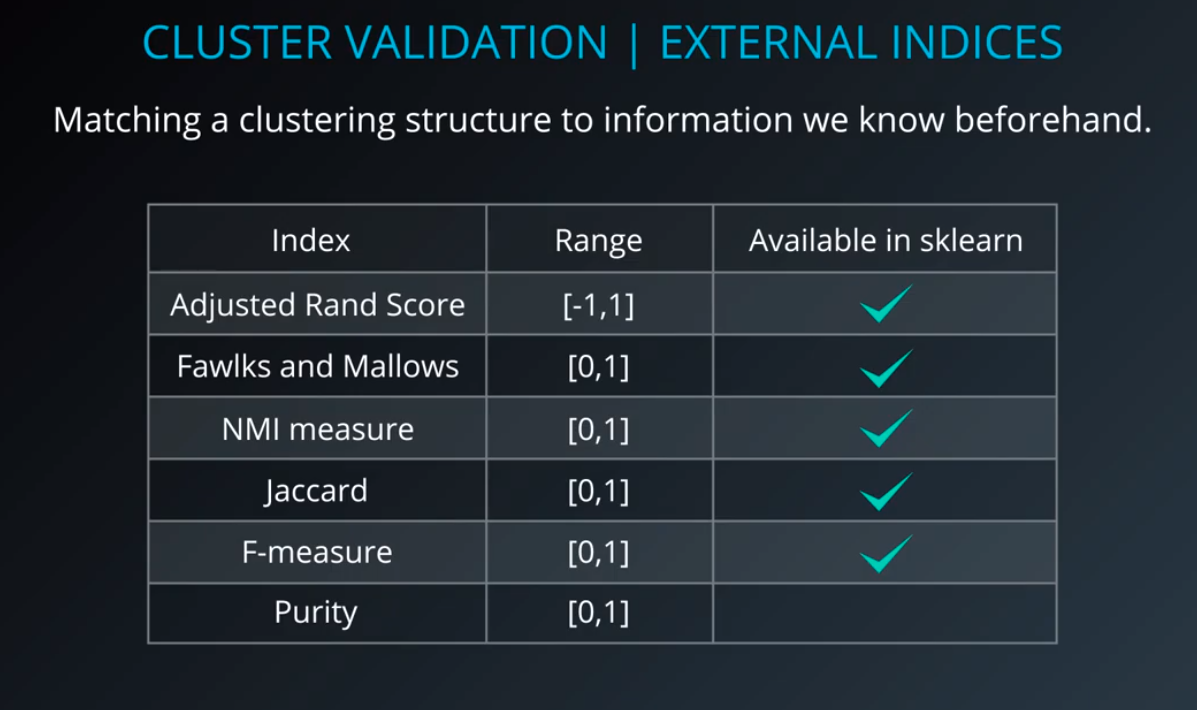 CLUSTER VALIDATION | EXTERNAL INDICES
Matching a clustering structure to information we know beforehand.
Index Range Available in sklearn
Adjusted Rand Score [-1,1] ✓
Fawlks and Mallows [0,1] ✓
NMI measure [0,1] ✓
Jaccard [0,1] ✓
F-measure [0,1] ✓
Purity [0,1]